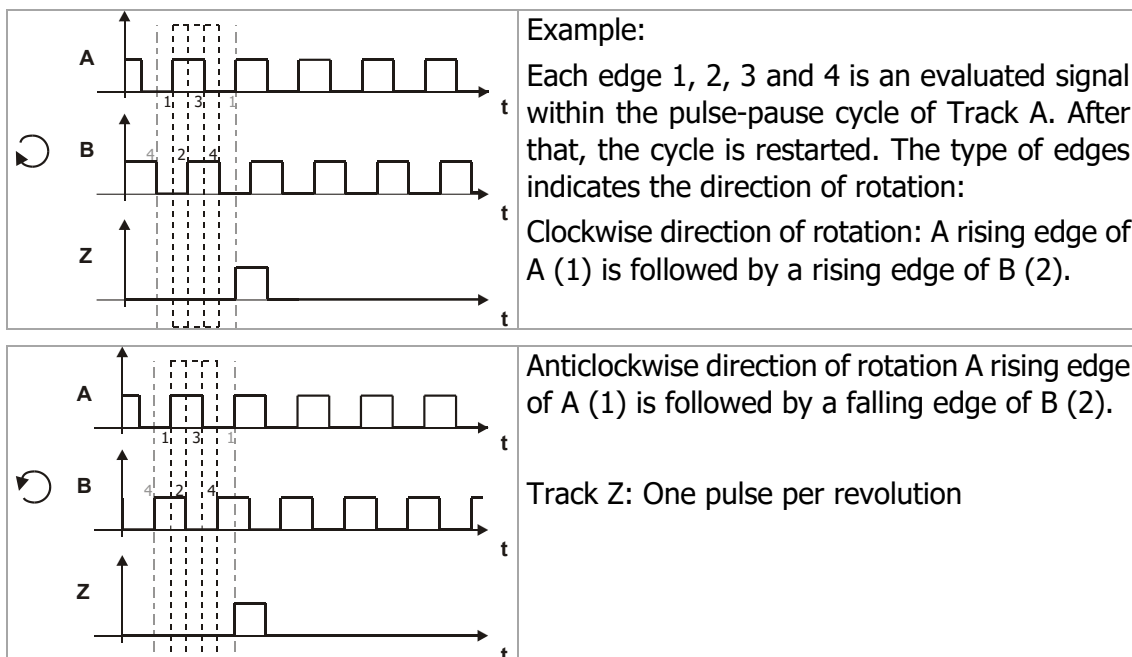 A
1 3 1
t
B
4 2 4
t
Z
t
Example:
Each edge 1, 2, 3 and 4 is an evaluated signal
within the pulse-pause cycle of Track A. After
that, the cycle is restarted. The type of edges
indicates the direction of rotation:
Clockwise direction of rotation: A rising edge of
A (1) is followed by a rising edge of B (2).
A
1 3 1
t
B
4 2 4
t
Z
t
Anticlockwise direction of rotation A rising edge
of A (1) is followed by a falling edge of B (2).
Track Z: One pulse per revolution